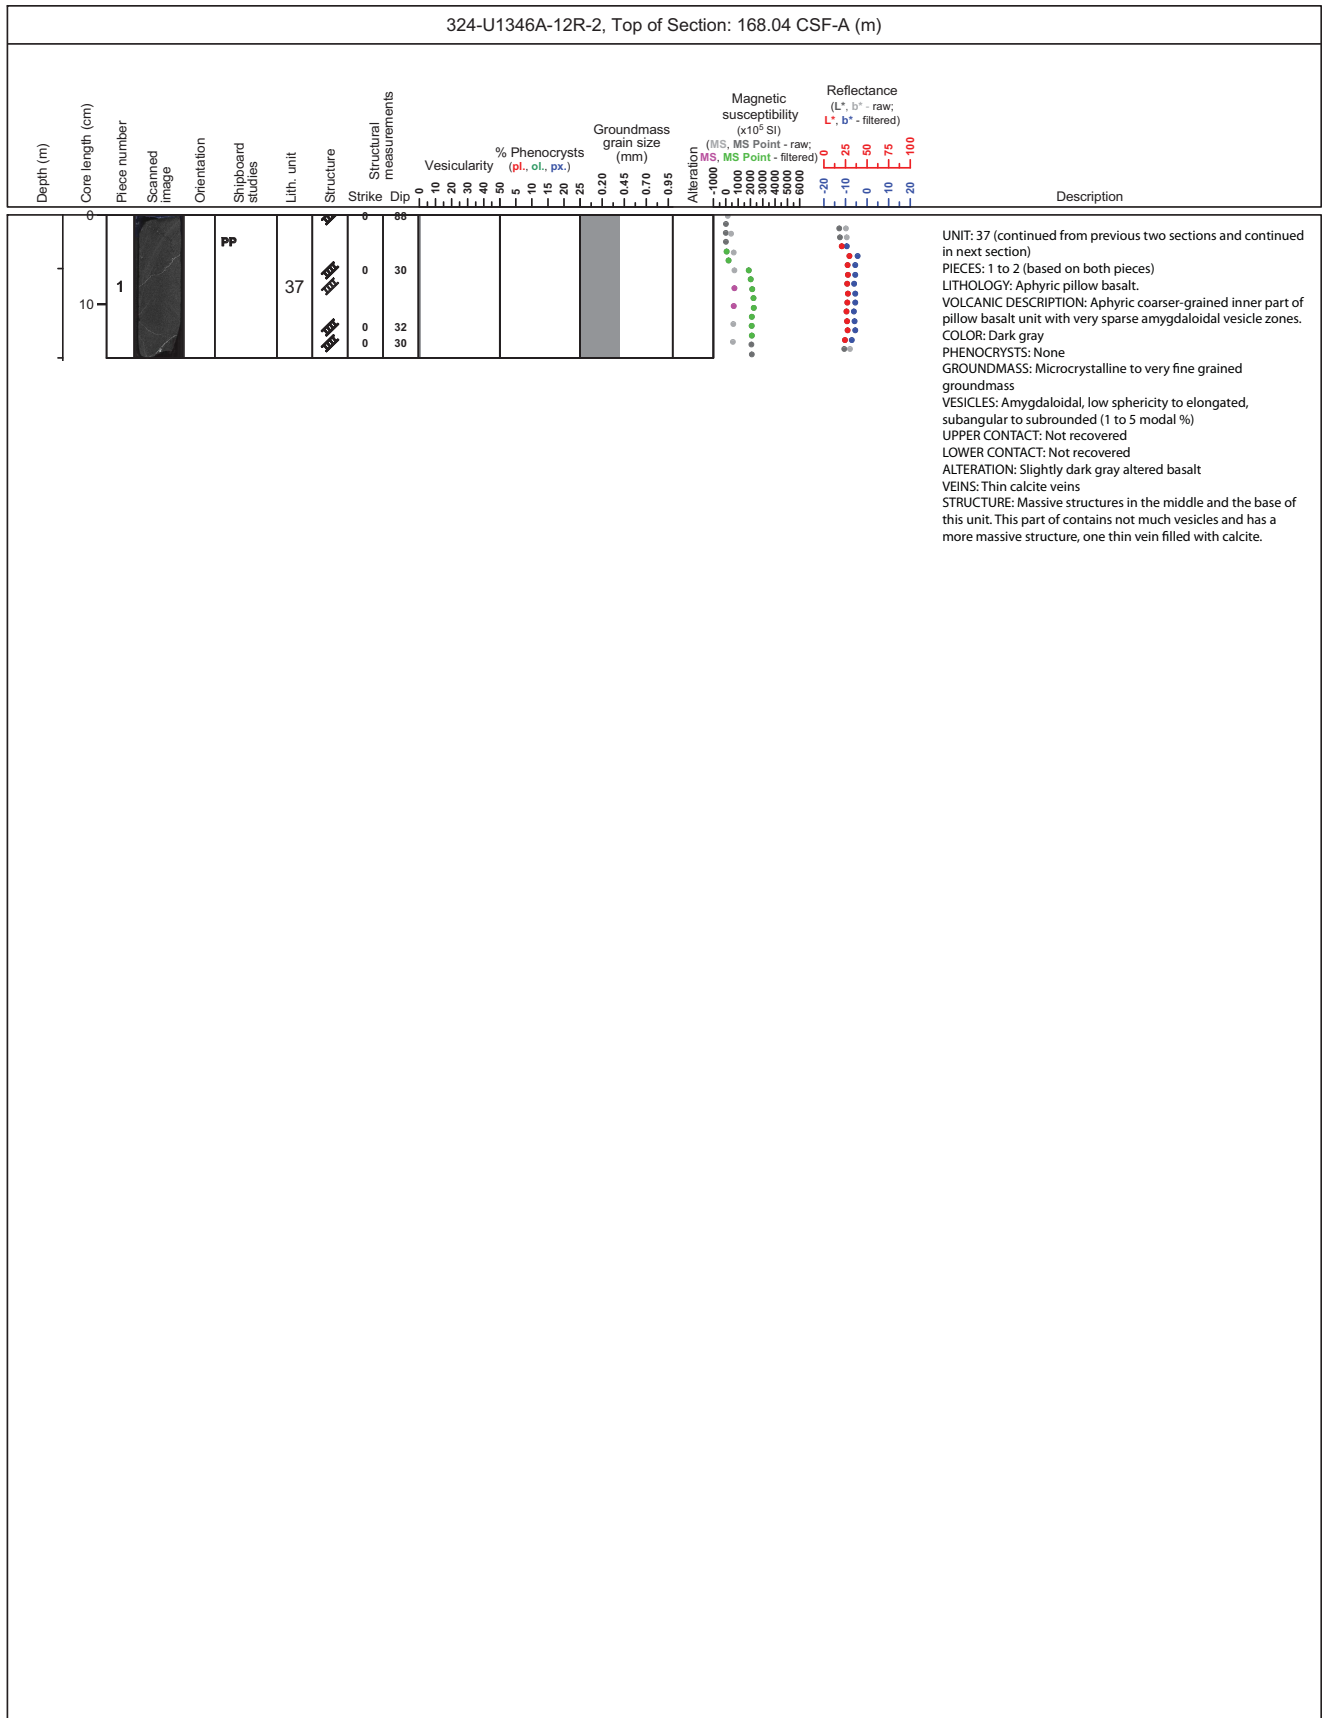 324-U1346A-12R-2, Top of Section: 168.04 CSF-A (m)
Depth (m)
Core length (cm)
Piece number
Scanned
image
Orientation
Shipboard
studies
Lith. unit
Structure
Structural
measurements
Strike Dip
Vesicularity
0 10 20 30 40 50
% Phenocrysts
(pl., ol., px.)
5 10 15 20 25
Groundmass
grain size
(mm)
0.20 0.45 0.70 0.95
Alteration
Magnetic
susceptibility
(x10⁵ SI)
(MS, MS Point - raw;
MS, MS Point - filtered)
-1000 0 1000 2000 3000 4000 5000 6000
Reflectance
(L*, b* - raw;
L*, b* - filtered)
0 25 50 75 100
-20 -10 0 10 20
Description
0
10
1
PP
37
0 88
0 30
0 32
0 30
UNIT: 37 (continued from previous two sections and continued
in next section)
PIECES: 1 to 2 (based on both pieces)
LITHOLOGY: Aphyric pillow basalt.
VOLCANIC DESCRIPTION: Aphyric coarser-grained inner part of
pillow basalt unit with very sparse amygdaloidal vesicle zones.
COLOR: Dark gray
PHENOCRYSTS: None
GROUNDMASS: Microcrystalline to very fine grained
groundmass
VESICLES: Amygdaloidal, low sphericity to elongated,
subangular to subrounded (1 to 5 modal %)
UPPER CONTACT: Not recovered
LOWER CONTACT: Not recovered
ALTERATION: Slightly dark gray altered basalt
VEINS: Thin calcite veins
STRUCTURE: Massive structures in the middle and the base of
this unit. This part of contains not much vesicles and has a
more massive structure, one thin vein filled with calcite.